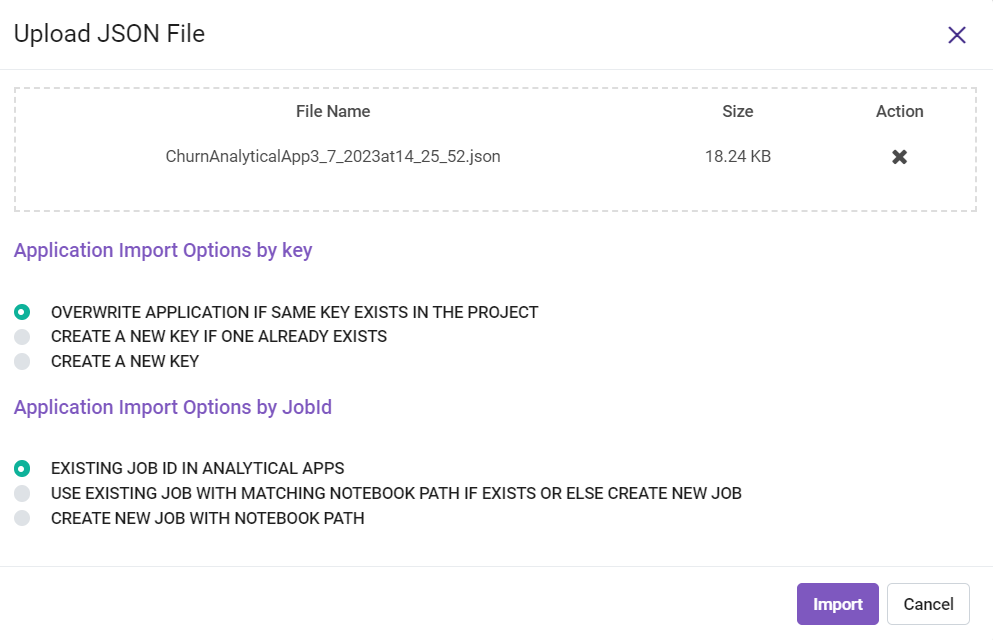 Upload JSON File
File Name Size Action
ChurnAnalyticalApp3_7_2023at14_25_52.json 18.24 KB
Application Import Options by key
OVERWRITE APPLICATION IF SAME KEY EXISTS IN THE PROJECT
CREATE A NEW KEY IF ONE ALREADY EXISTS
CREATE A NEW KEY
Application Import Options by JobId
EXISTING JOB ID IN ANALYTICAL APPS
USE EXISTING JOB WITH MATCHING NOTEBOOK PATH IF EXISTS OR ELSE CREATE NEW JOB
CREATE NEW JOB WITH NOTEBOOK PATH
Import Cancel